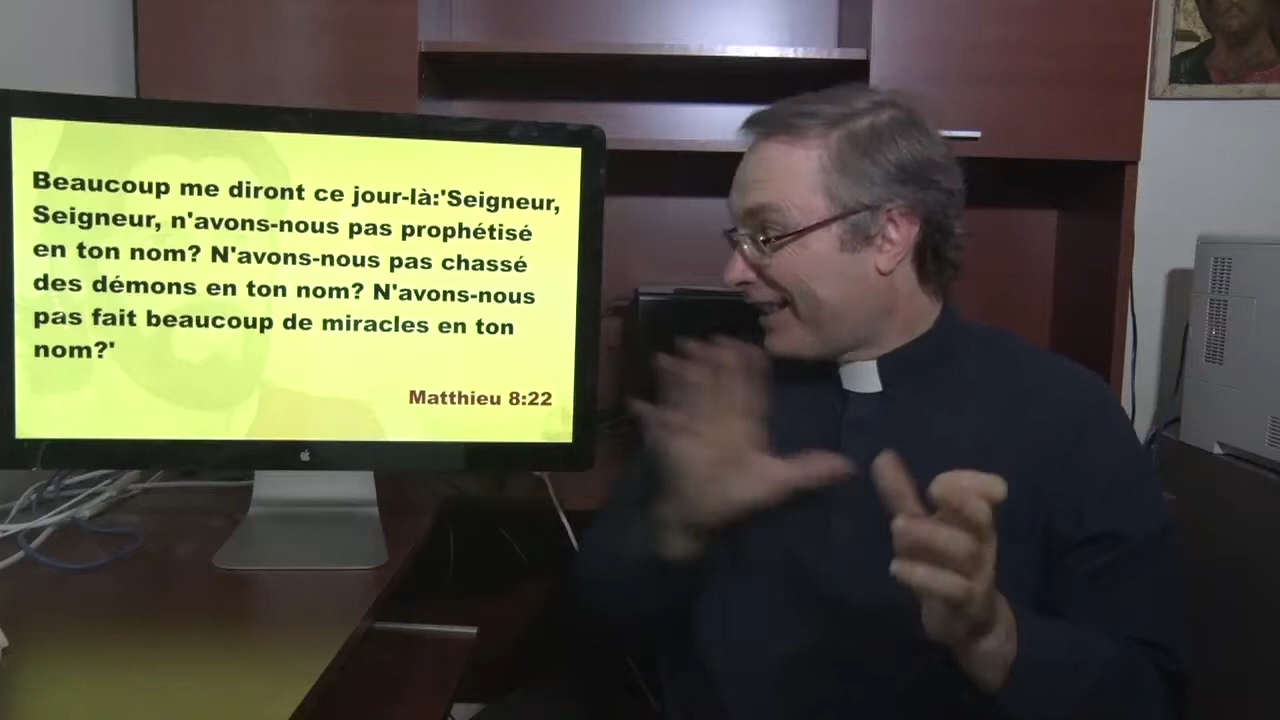 Beaucoup me diront ce jour-là:'Seigneur,
Seigneur, n'avons-nous pas prophétisé
en ton nom? N'avons-nous pas chassé
des démons en ton nom? N'avons-nous
pas fait beaucoup de miracles en ton
nom?'
Matthieu 8:22